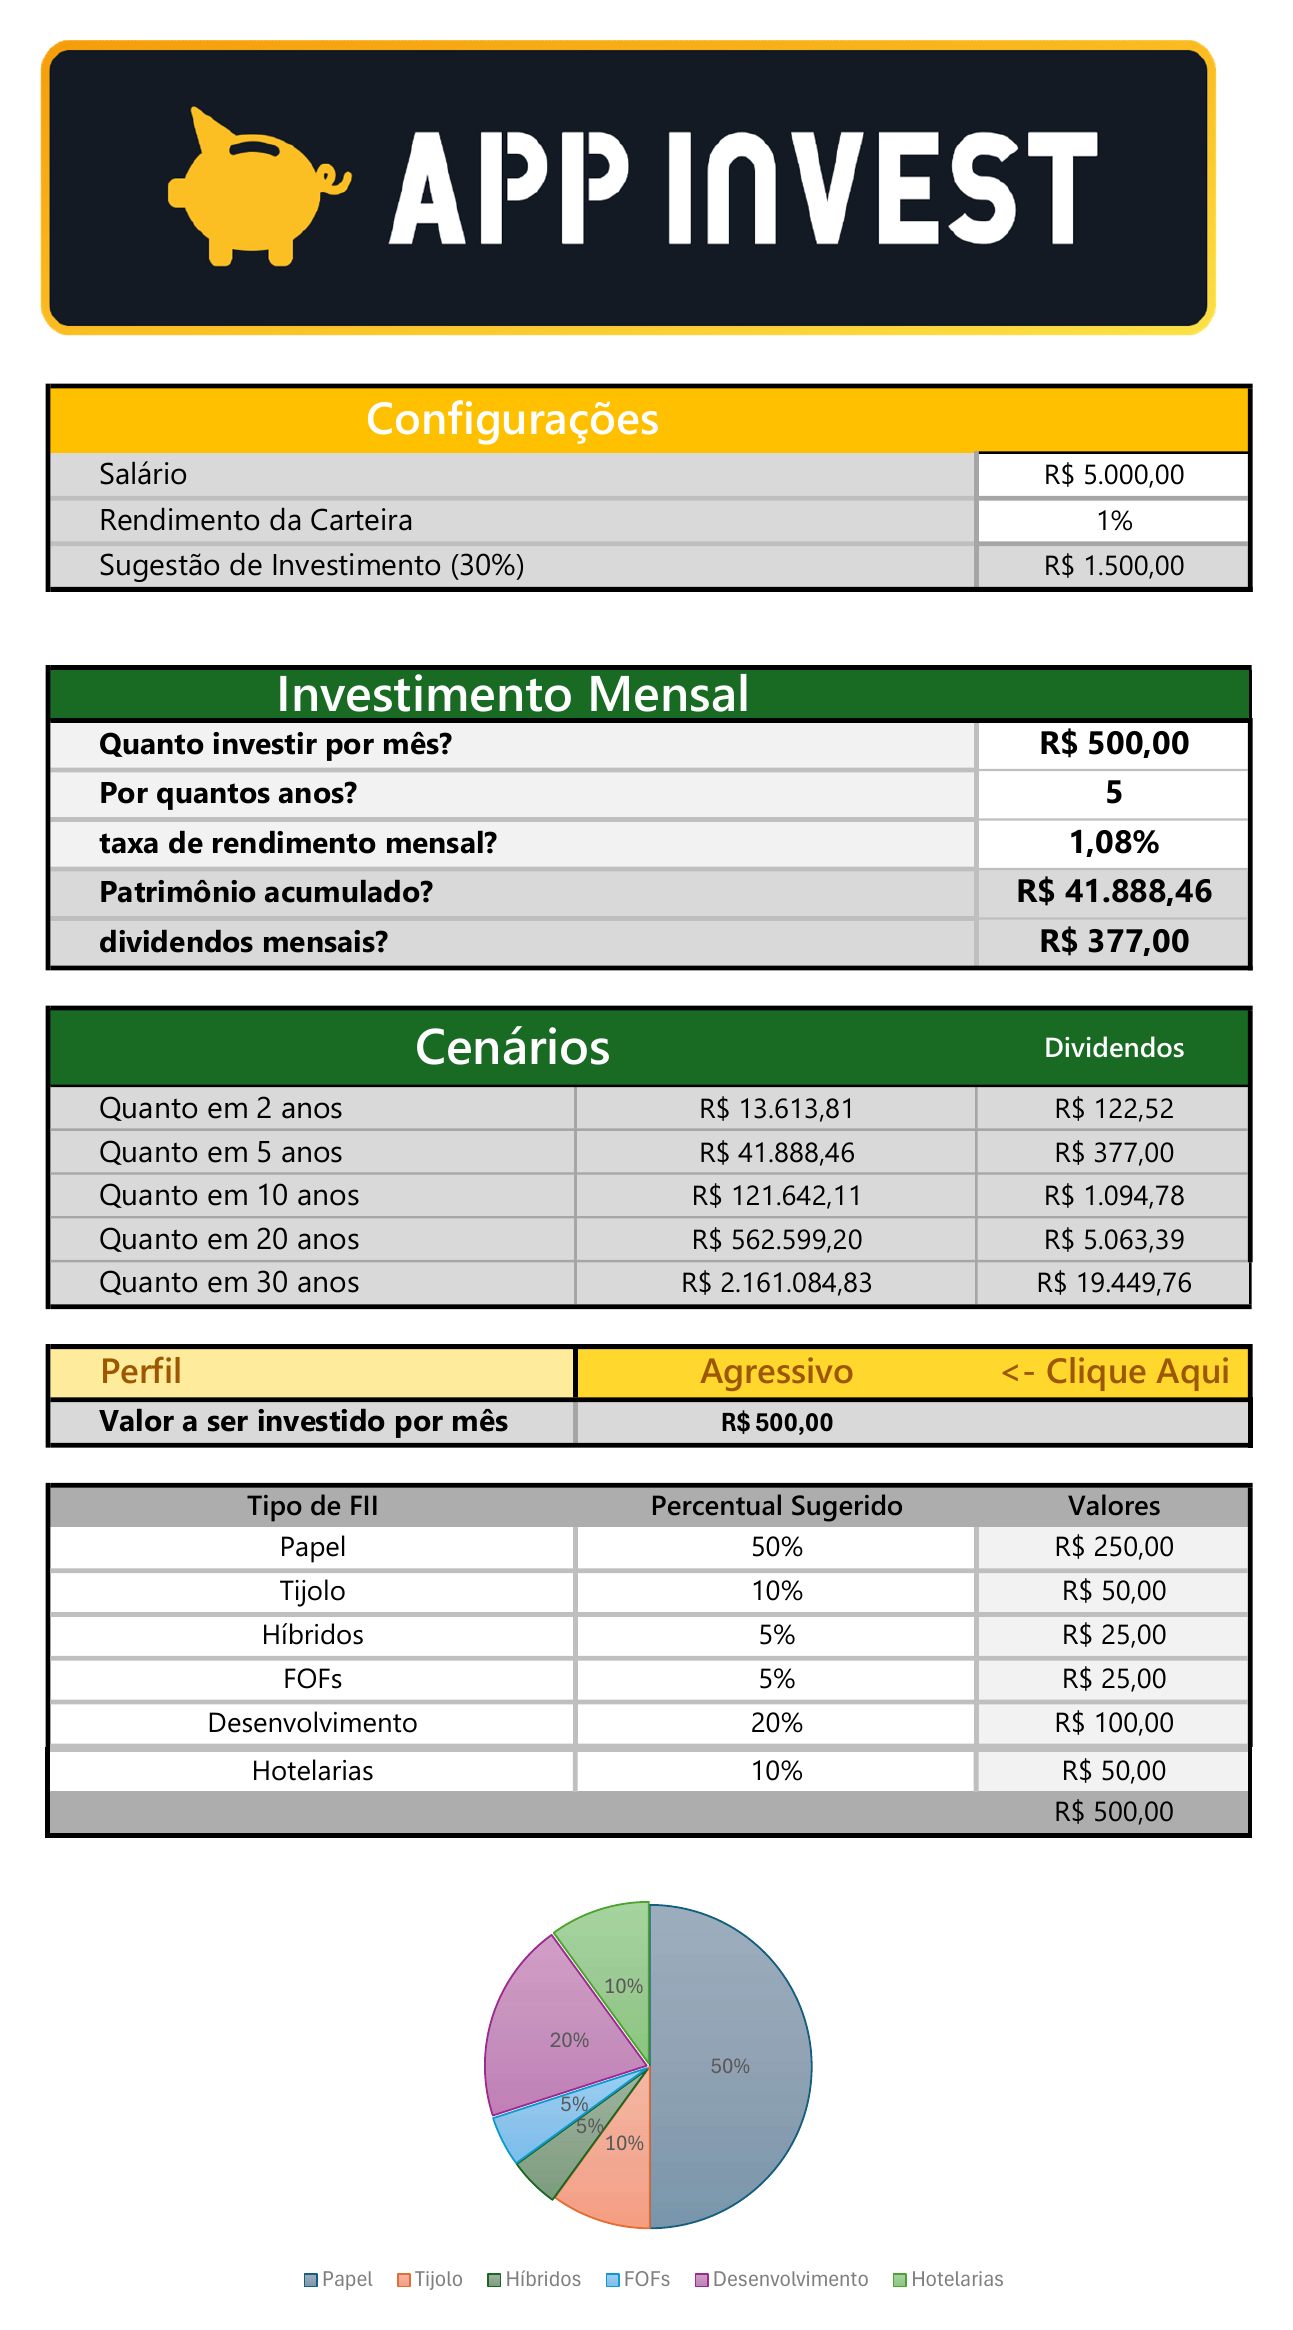 APP INVEST
Configurações
Salário R$ 5.000,00
Rendimento da Carteira 1%
Sugestão de Investimento (30%) R$ 1.500,00
Investimento Mensal
Quanto investir por mês? R$ 500,00
Por quantos anos? 5
taxa de rendimento mensal? 1,08%
Patrimônio acumulado? R$ 41.888,46
dividendos mensais? R$ 377,00
Cenários Dividendos
Quanto em 2 anos R$ 13.613,81 R$ 122,52
Quanto em 5 anos R$ 41.888,46 R$ 377,00
Quanto em 10 anos R$ 121.642,11 R$ 1.094,78
Quanto em 20 anos R$ 562.599,20 R$ 5.063,39
Quanto em 30 anos R$ 2.161.084,83 R$ 19.449,76
Perfil Agressivo <- Clique Aqui
Valor a ser investido por mês R$ 500,00
Tipo de FII Percentual Sugerido Valores
Papel 50% R$ 250,00
Tijolo 10% R$ 50,00
Híbridos 5% R$ 25,00
FOFs 5% R$ 25,00
Desenvolvimento 20% R$ 100,00
Hotelarias 10% R$ 50,00
R$ 500,00
10%
20%
50%
5%
5%
10%
Papel Tijolo Híbridos FOFs Desenvolvimento Hotelarias